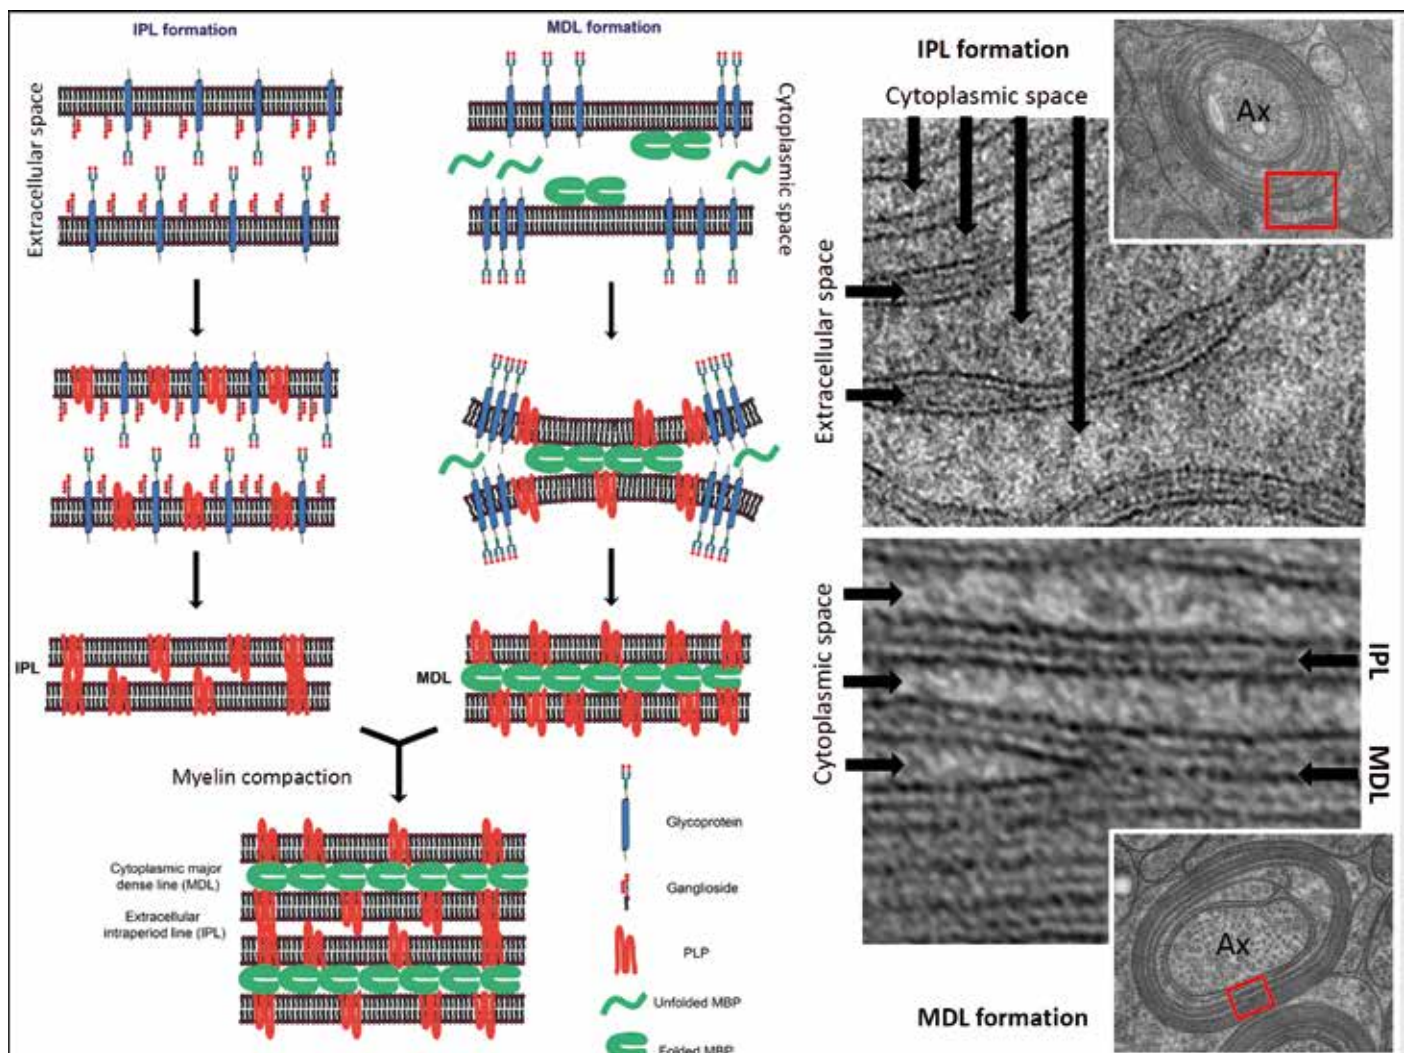 IPL formation
MDL formation
Extracellular space
Cytoplasmic space
IPL
MDL
Myelin compaction
Cytoplasmic major
dense line (MDL)
Extracellular
intraperiod line (IPL)
Glycoprotein
Ganglioside
PLP
Unfolded MBP
Folded MBP
IPL formation
Cytoplasmic space
Ax
Extracellular space
Cytoplasmic space
IPL
MDL
Ax
MDL formation